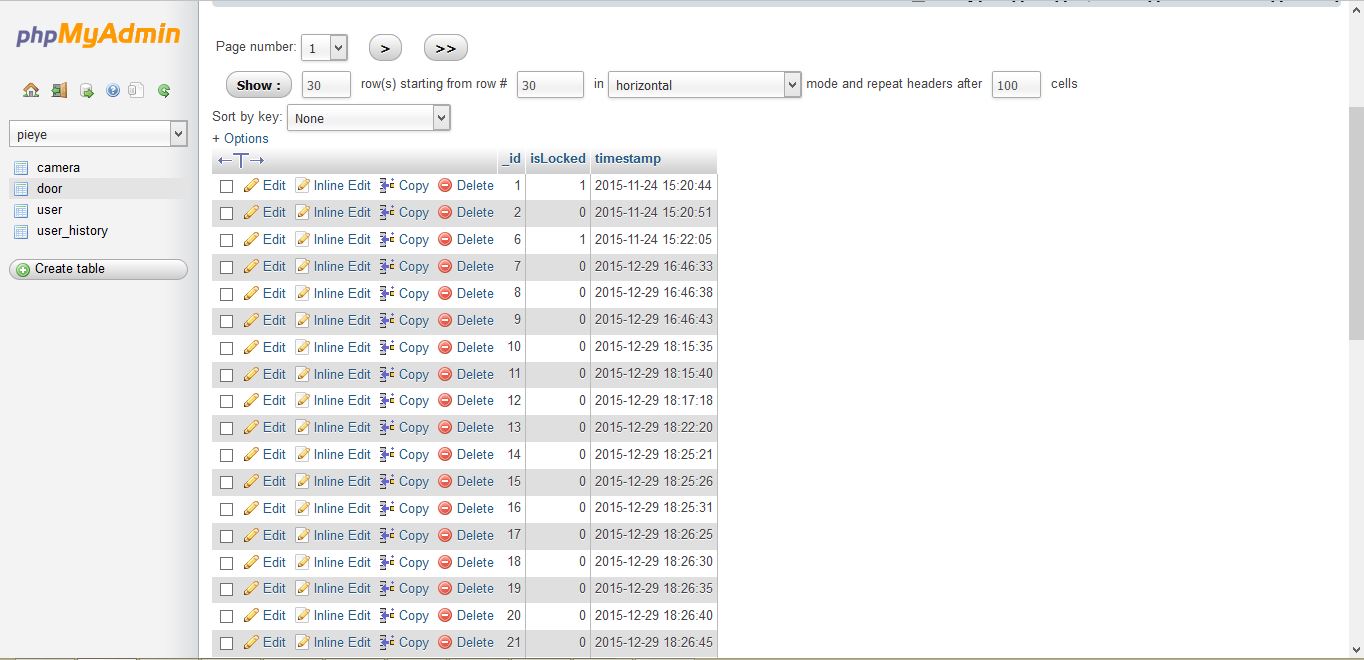 phpMyAdmin
pieye
camera
door
user
user_history
Create table
Page number: 1 > >>
Show : 30 row(s) starting from row # 30 in horizontal mode and repeat headers after 100 cells
Sort by key: None
+ Options
←T→ _id isLocked timestamp
Edit Inline Edit Copy Delete 1 1 2015-11-24 15:20:44
Edit Inline Edit Copy Delete 2 0 2015-11-24 15:20:51
Edit Inline Edit Copy Delete 6 1 2015-11-24 15:22:05
Edit Inline Edit Copy Delete 7 0 2015-12-29 16:46:33
Edit Inline Edit Copy Delete 8 0 2015-12-29 16:46:38
Edit Inline Edit Copy Delete 9 0 2015-12-29 16:46:43
Edit Inline Edit Copy Delete 10 0 2015-12-29 18:15:35
Edit Inline Edit Copy Delete 11 0 2015-12-29 18:15:40
Edit Inline Edit Copy Delete 12 0 2015-12-29 18:17:18
Edit Inline Edit Copy Delete 13 0 2015-12-29 18:22:20
Edit Inline Edit Copy Delete 14 0 2015-12-29 18:25:21
Edit Inline Edit Copy Delete 15 0 2015-12-29 18:25:26
Edit Inline Edit Copy Delete 16 0 2015-12-29 18:25:31
Edit Inline Edit Copy Delete 17 0 2015-12-29 18:26:25
Edit Inline Edit Copy Delete 18 0 2015-12-29 18:26:30
Edit Inline Edit Copy Delete 19 0 2015-12-29 18:26:35
Edit Inline Edit Copy Delete 20 0 2015-12-29 18:26:40
Edit Inline Edit Copy Delete 21 0 2015-12-29 18:26:45